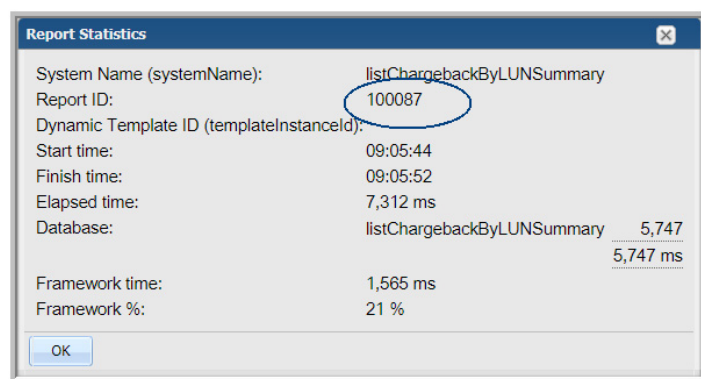 Report Statistics
System Name (systemName): listChargebackByLUNSummary
Report ID: 100087
Dynamic Template ID (templateInstanceId):
Start time: 09:05:44
Finish time: 09:05:52
Elapsed time: 7,312 ms
Database: listChargebackByLUNSummary 5,747
5,747 ms
Framework time: 1,565 ms
Framework %: 21 %
OK